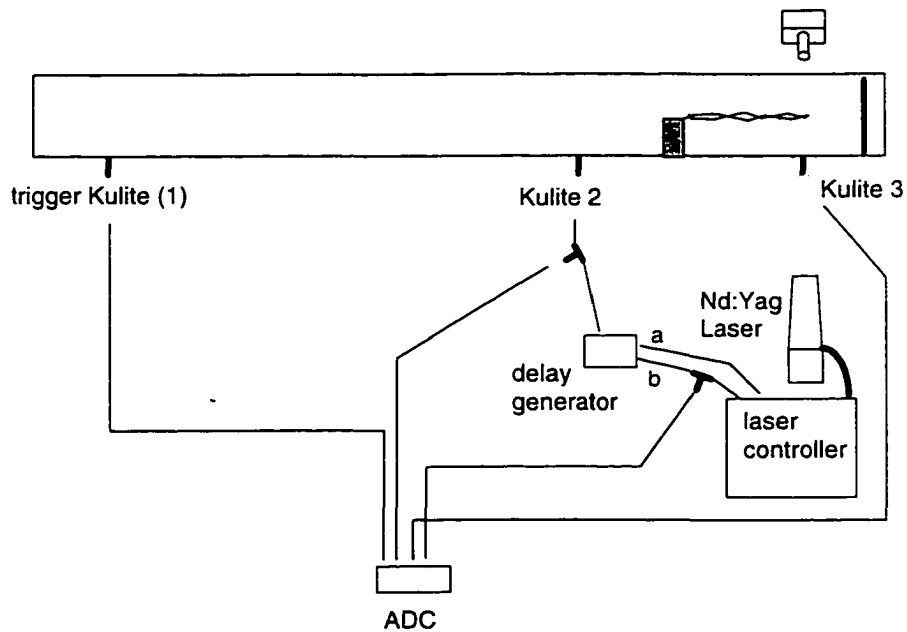 trigger Kulite (1)
Kulite 2
Kulite 3
Nd:Yag
Laser
a
b
delay
generator
laser
controller
ADC